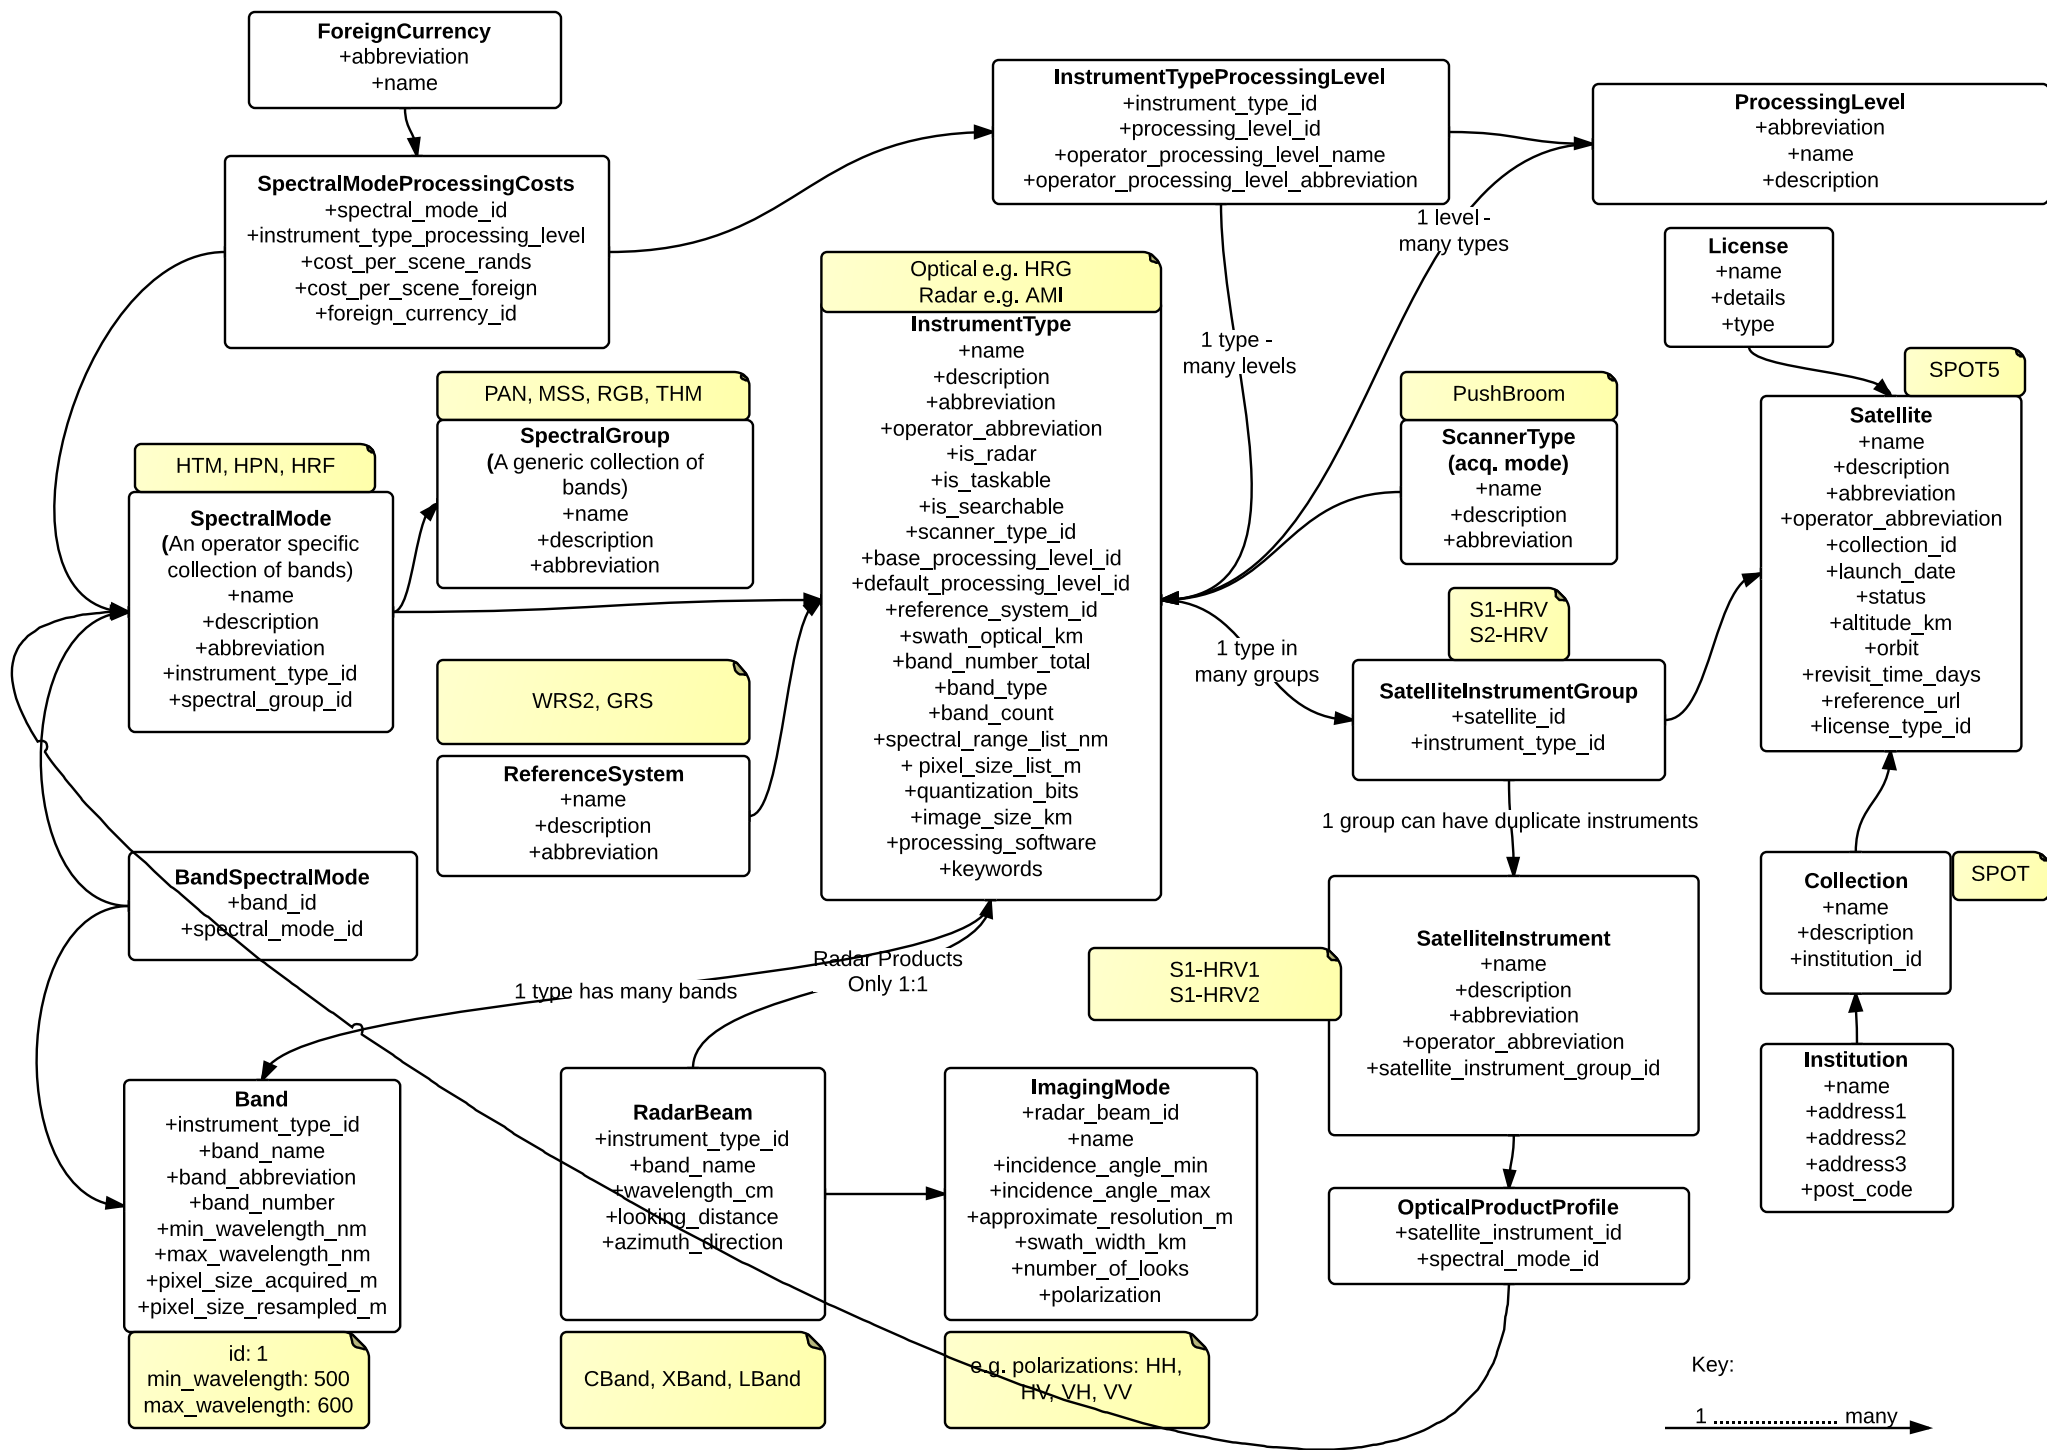 ForeignCurrency
+abbreviation
+name
InstrumentTypeProcessingLevel
+instrument_type_id
+processing_level_id
+operator_processing_level_name
+operator_processing_level_abbreviation
ProcessingLevel
+abbreviation
+name
+description
SpectralModeProcessingCosts
+spectral_mode_id
+instrument_type_processing_level
+cost_per_scene_rands
+cost_per_scene_foreign
+foreign_currency_id
1 level -
many types
License
+name
+details
+type
Optical e.g. HRG
Radar e.g. AMI
InstrumentType
+name
+description
+abbreviation
+operator_abbreviation
+is_radar
+is_taskable
+is_searchable
+scanner_type_id
+base_processing_level_id
+default_processing_level_id
+reference_system_id
+swath_optical_km
+band_number_total
+band_type
+band_count
+spectral_range_list_nm
+ pixel_size_list_m
+quantization_bits
+image_size_km
+processing_software
+keywords
1 type -
many levels
PAN, MSS, RGB, THM
SpectralGroup
(A generic collection of
bands)
+name
+description
+abbreviation
PushBroom
ScannerType
(acq. mode)
+name
+description
+abbreviation
SPOT5
Satellite
+name
+description
+abbreviation
+operator_abbreviation
+collection_id
+launch_date
+status
+altitude_km
+orbit
+revisit_time_days
+reference_url
+license_type_id
HTM, HPN, HRF
SpectralMode
(An operator specific
collection of bands)
+name
+description
+abbreviation
+instrument_type_id
+spectral_group_id
S1-HRV
S2-HRV
1 type in
many groups
SatelliteInstrumentGroup
+satellite_id
+instrument_type_id
WRS2, GRS
ReferenceSystem
+name
+description
+abbreviation
1 group can have duplicate instruments
BandSpectralMode
+band_id
+spectral_mode_id
Collection
+name
+description
+institution_id
SPOT
Radar Products
Only 1:1
1 type has many bands
S1-HRV1
S1-HRV2
SatelliteInstrument
+name
+description
+abbreviation
+operator_abbreviation
+satellite_instrument_group_id
Institution
+name
+address1
+address2
+address3
+post_code
Band
+instrument_type_id
+band_name
+band_abbreviation
+band_number
+min_wavelength_nm
+max_wavelength_nm
+pixel_size_acquired_m
+pixel_size_resampled_m
RadarBeam
+instrument_type_id
+band_name
+wavelength_cm
+looking_distance
+azimuth_direction
ImagingMode
+radar_beam_id
+name
+incidence_angle_min
+incidence_angle_max
+approximate_resolution_m
+swath_width_km
+number_of_looks
+polarization
OpticalProductProfile
+satellite_instrument_id
+spectral_mode_id
id: 1
min_wavelength: 500
max_wavelength: 600
CBand, XBand, LBand
e.g. polarizations: HH,
HV, VH, VV
Key:
1 ..................... many